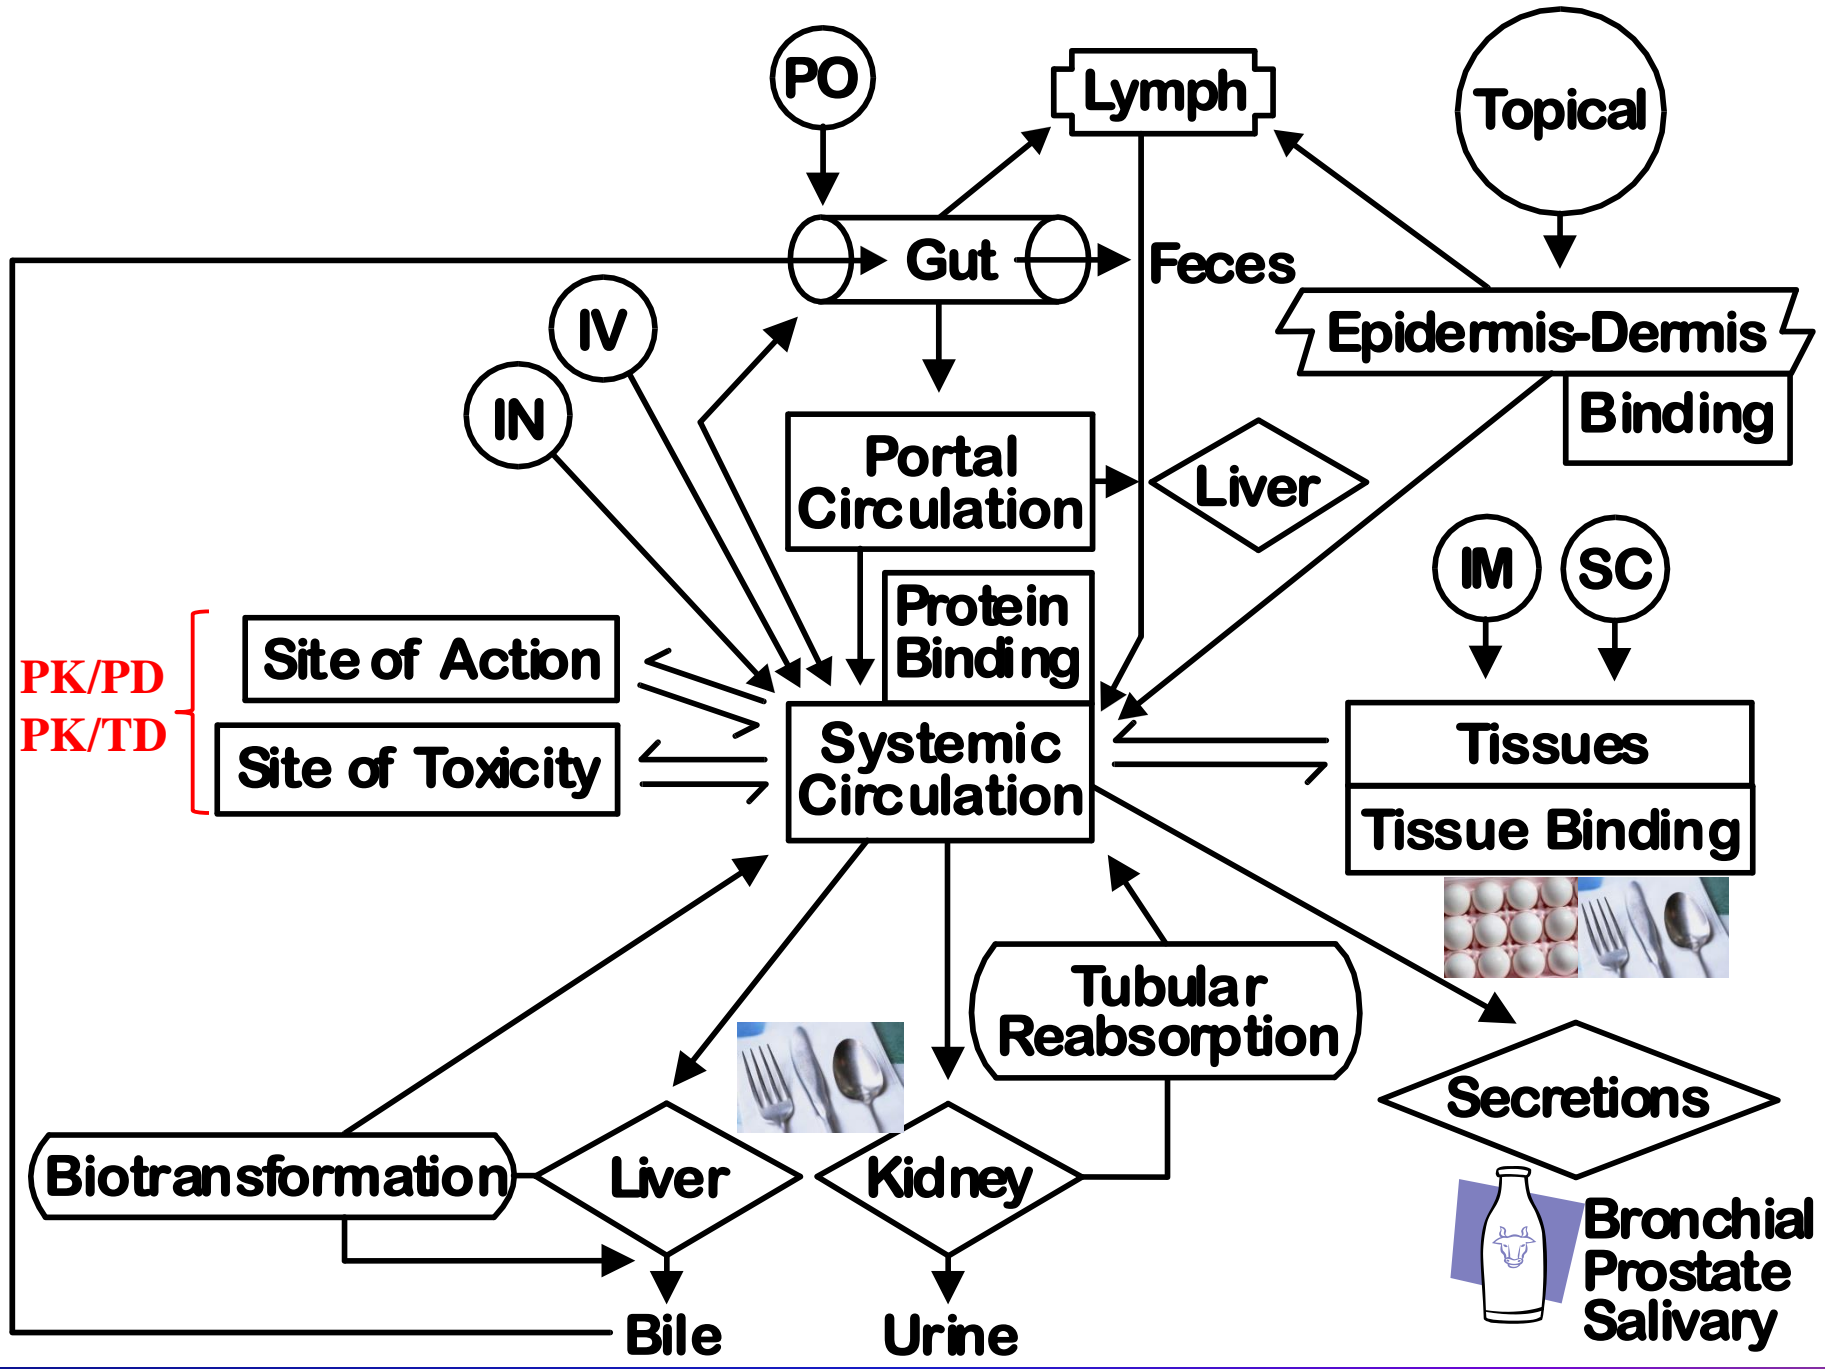 PO
Lymph
Topical
Gut
Feces
IV
Epidermis-Dermis
IN
Binding
Portal
Circulation
Liver
IM
SC
Protein
Binding
Site of Action
PK/PD
PK/TD
Site of Toxicity
Systemic
Circulation
Tissues
Tissue Binding
Tubular
Reabsorption
Secretions
Biotransformation
Liver
Kidney
Bronchial
Prostate
Salivary
Bile
Urine